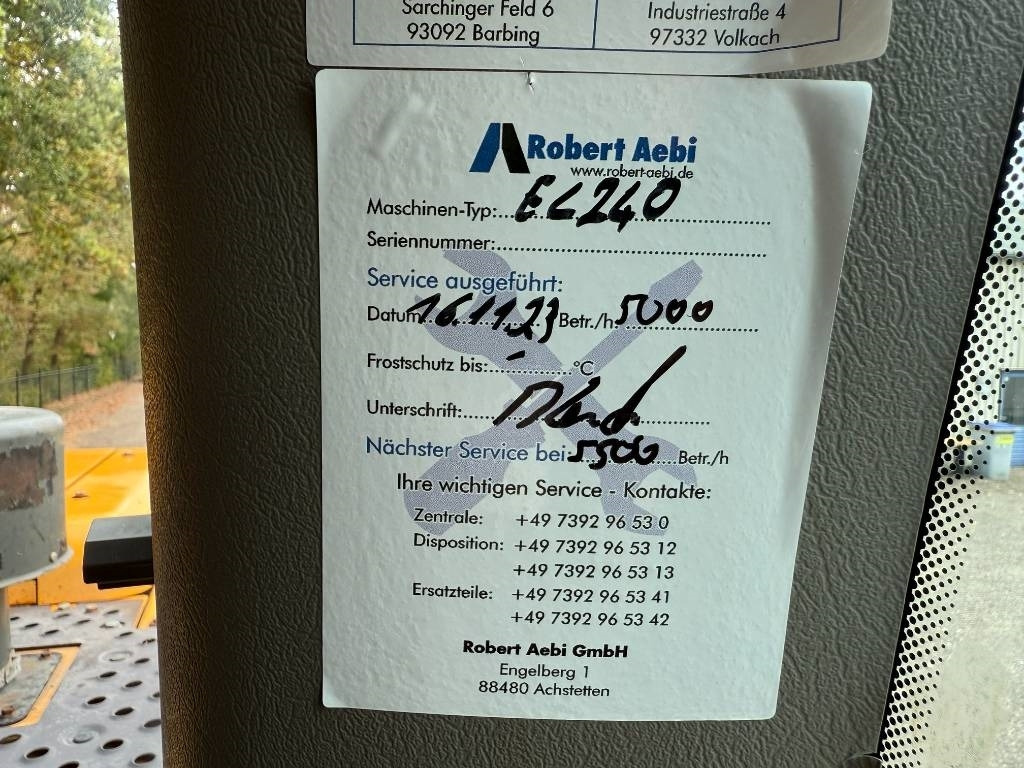 Sarchinger Feld 6
93092 Barbing
Industriestraße 4
97332 Volkach
Robert Aebi
www.robert-aebi.de
Maschinen-Typ: EC240
Seriennummer:
Service ausgeführt:
Datum 16.11.23 Betr./h: 5000
Frostschutz bis: - °C
Unterschrift:
Nächster Service bei: 5500 Betr./h
Ihre wichtigen Service - Kontakte:
Zentrale: +49 7392 96 53 0
Disposition: +49 7392 96 53 12
+49 7392 96 53 13
Ersatzteile: +49 7392 96 53 41
+49 7392 96 53 42
Robert Aebi GmbH
Engelberg 1
88480 Achstetten